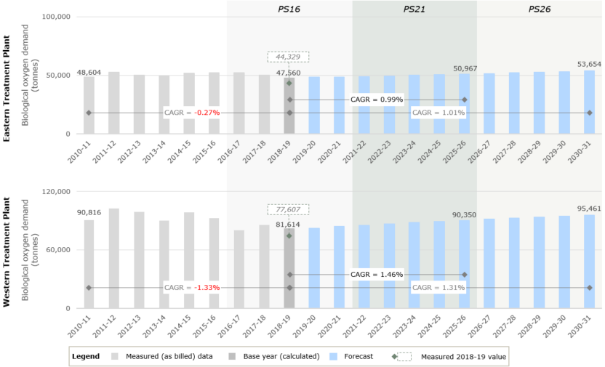 PS16 PS21 PS26
Eastern Treatment Plant
Biological oxygen demand
(tonnes)
100,000
50,000
0
48,604
44,329
47,560
50,967
53,654
CAGR = -0.27%
CAGR = 0.99%
CAGR = 1.01%
2010-11 2011-12 2012-13 2013-14 2014-15 2015-16 2016-17 2017-18 2018-19 2019-20 2020-21 2021-22 2022-23 2023-24 2024-25 2025-26 2026-27 2027-28 2028-29 2029-30 2030-31
Western Treatment Plant
Biological oxygen demand
(tonnes)
120,000
60,000
0
90,816
77,607
81,614
90,350
95,461
CAGR = -1.33%
CAGR = 1.46%
CAGR = 1.31%
2010-11 2011-12 2012-13 2013-14 2014-15 2015-16 2016-17 2017-18 2018-19 2019-20 2020-21 2021-22 2022-23 2023-24 2024-25 2025-26 2026-27 2027-28 2028-29 2029-30 2030-31
Legend Measured (as billed) data Base year (calculated) Forecast Measured 2018-19 value